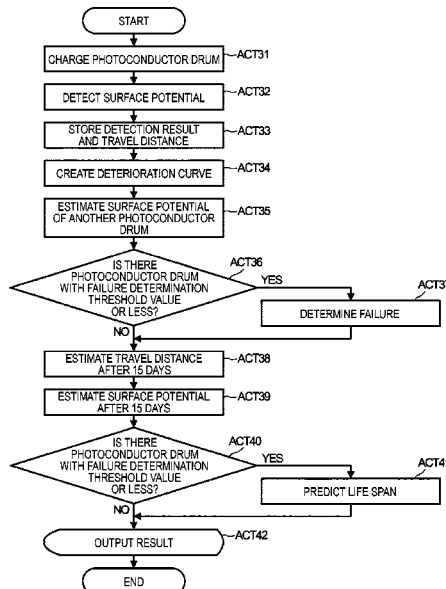 START
CHARGE PHOTOCONDUCTOR DRUM
ACT31
DETECT SURFACE POTENTIAL
ACT32
STORE DETECTION RESULT
AND TRAVEL DISTANCE
ACT33
CREATE DETERIORATION CURVE
ACT34
ESTIMATE SURFACE POTENTIAL
OF ANOTHER PHOTOCONDUCTOR
DRUM
ACT35
IS THERE
PHOTOCONDUCTOR DRUM
WITH FAILURE DETERMINATION
THRESHOLD VALUE
OR LESS?
ACT36
YES
NO
ACT37
DETERMINE FAILURE
ESTIMATE TRAVEL DISTANCE
AFTER 15 DAYS
ACT38
ESTIMATE SURFACE POTENTIAL
AFTER 15 DAYS
ACT39
IS THERE
PHOTOCONDUCTOR DRUM
WITH FAILURE DETERMINATION
THRESHOLD VALUE
OR LESS?
ACT40
YES
NO
ACT4
PREDICT LIFE SPAN
OUTPUT RESULT
ACT42
END